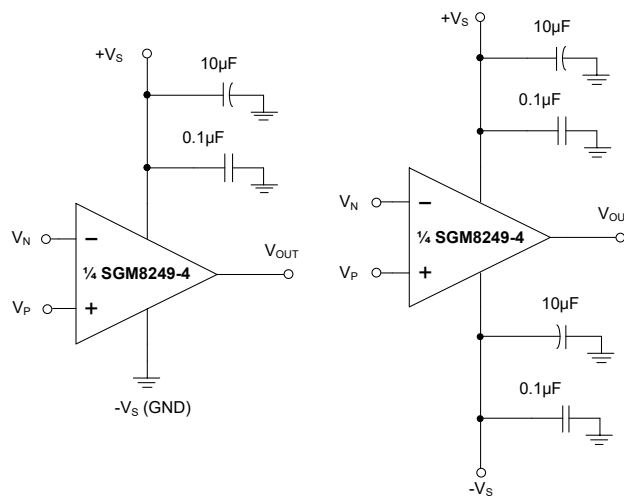 +VS
10µF
0.1µF
VN
−
¼ SGM8249-4
VOUT
VP
+
-VS (GND)
+VS
10µF
0.1µF
VN
−
¼ SGM8249-4
VOU
VP
+
10µF
0.1µF
-VS